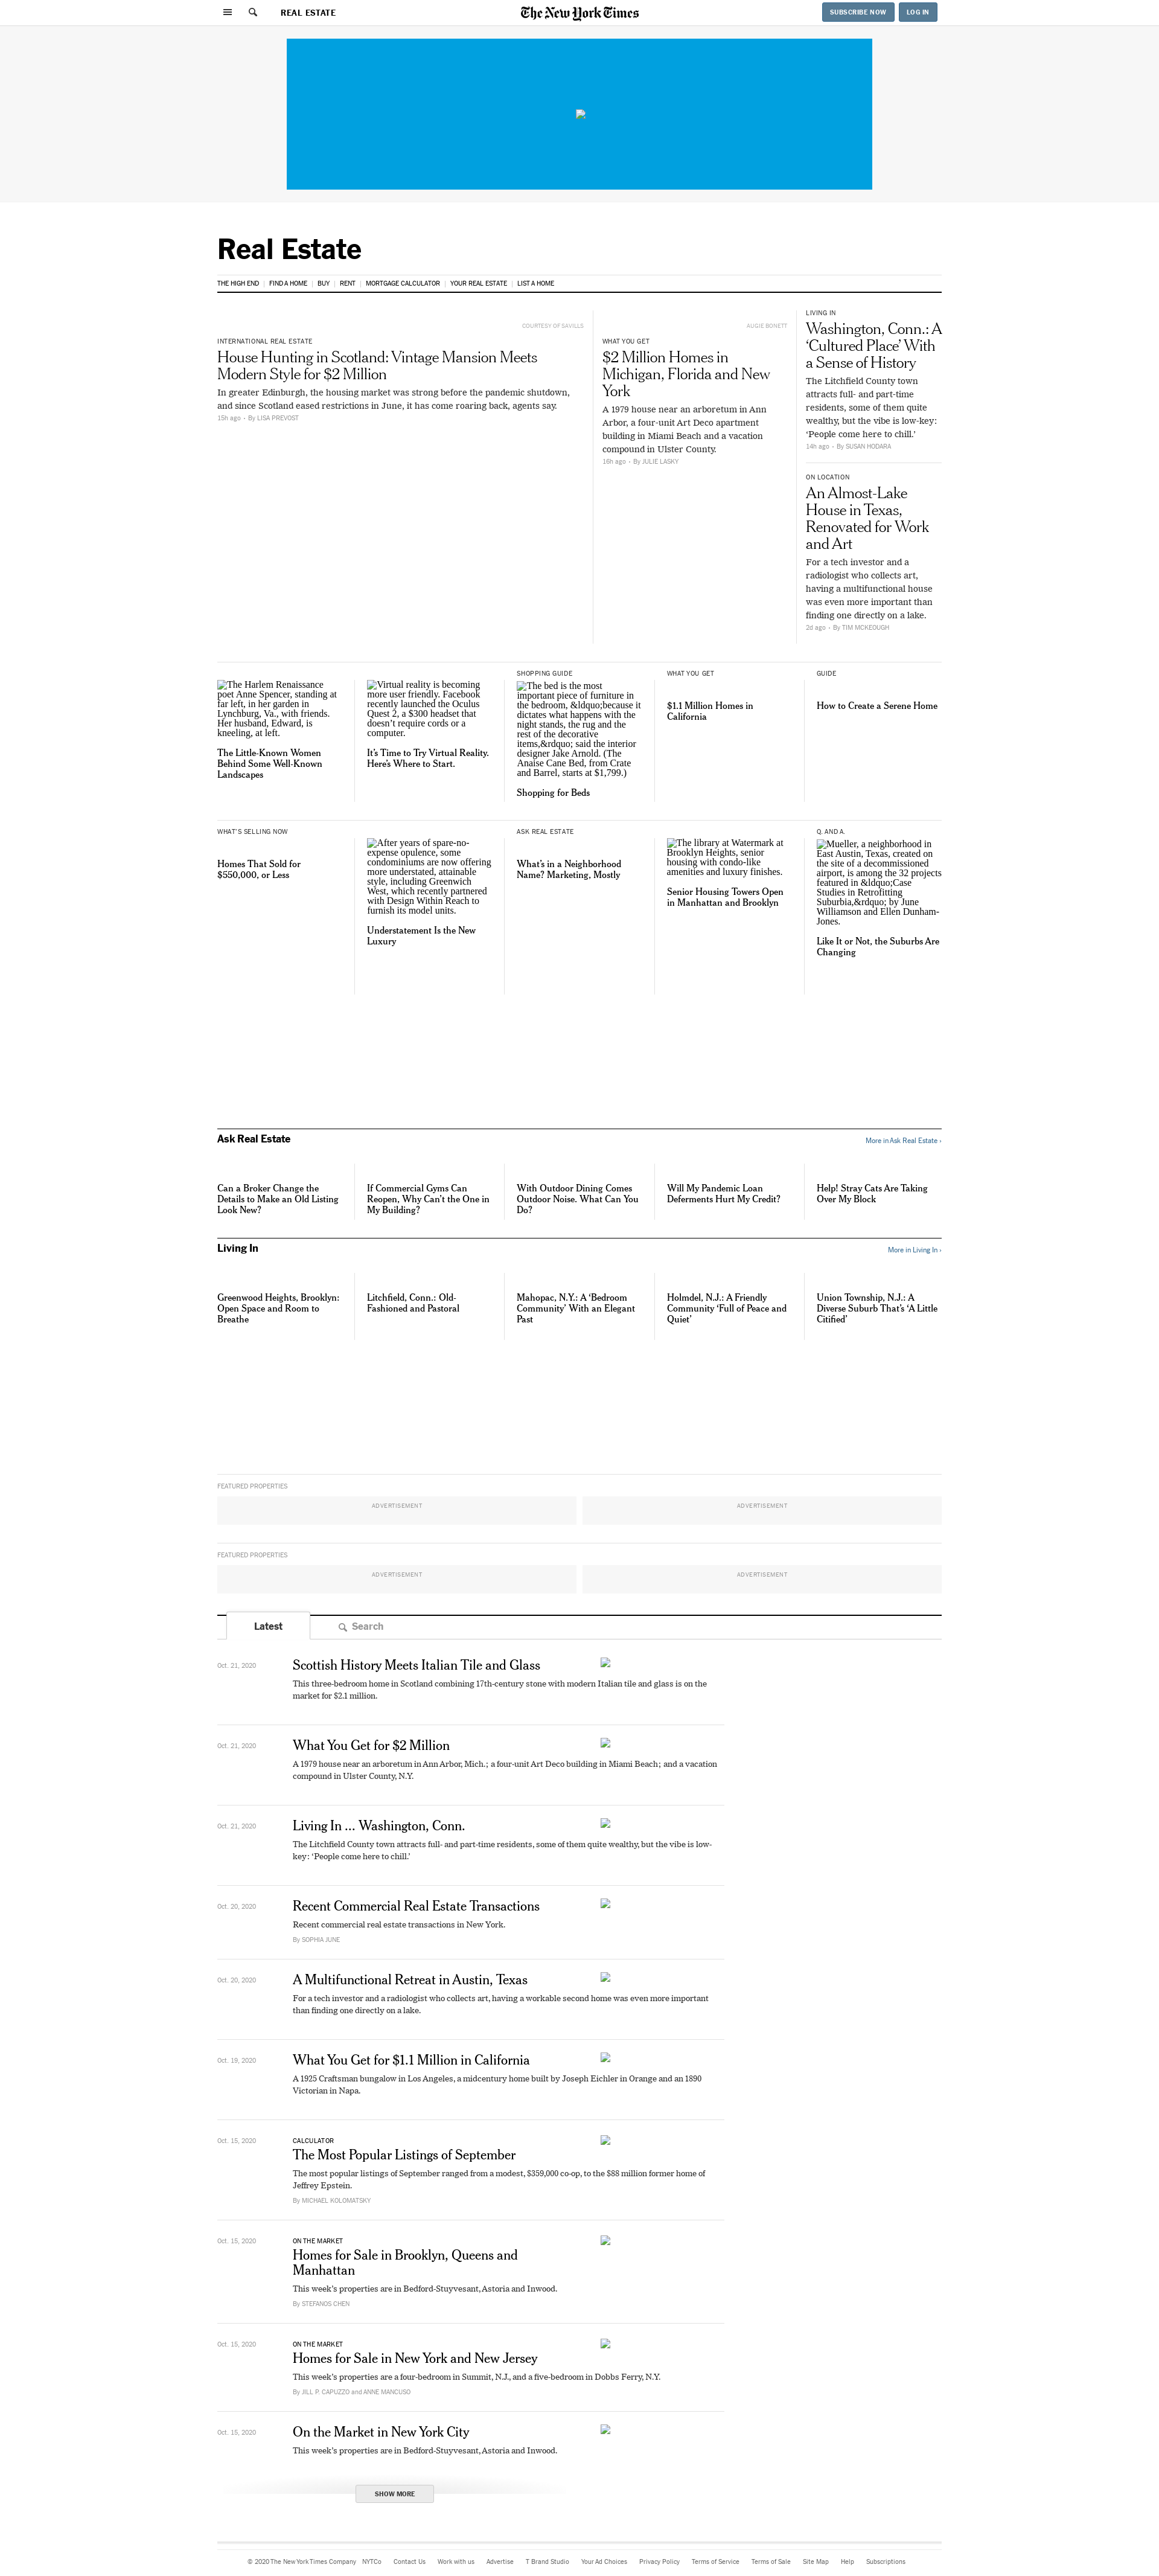 REAL ESTATE
The New York Times
SUBSCRIBE NOW
LOG IN
Real Estate
THE HIGH END
FIND A HOME
BUY
RENT
MORTGAGE CALCULATOR
YOUR REAL ESTATE
LIST A HOME
COURTESY OF SAVILLS
INTERNATIONAL REAL ESTATE
House Hunting in Scotland: Vintage Mansion Meets
Modern Style for $2 Million
In greater Edinburgh, the housing market was strong before the pandemic shutdown,
and since Scotland eased restrictions in June, it has come roaring back, agents say.
15h ago • By LISA PREVOST
AUGIE BONETT
WHAT YOU GET
$2 Million Homes in
Michigan, Florida and New
York
A 1979 house near an arboretum in Ann
Arbor, a four-unit Art Deco apartment
building in Miami Beach and a vacation
compound in Ulster County.
16h ago • By JULIE LASKY
LIVING IN
Washington, Conn.: A
‘Cultured Place’ With
a Sense of History
The Litchfield County town
attracts full- and part-time
residents, some of them quite
wealthy, but the vibe is low-key:
‘People come here to chill.’
14h ago • By SUSAN HODARA
ON LOCATION
An Almost-Lake
House in Texas,
Renovated for Work
and Art
For a tech investor and a
radiologist who collects art,
having a multifunctional house
was even more important than
finding one directly on a lake.
2d ago • By TIM MCKEOUGH
The Harlem Renaissance
poet Anne Spencer, standing at
far left, in her garden in
Lynchburg, Va., with friends.
Her husband, Edward, is
kneeling, at left.
The Little-Known Women
Behind Some Well-Known
Landscapes
Virtual reality is becoming
more user friendly. Facebook
recently launched the Oculus
Quest 2, a $300 headset that
doesn’t require cords or a
computer.
It’s Time to Try Virtual Reality.
Here’s Where to Start.
SHOPPING GUIDE
The bed is the most
important piece of furniture in
the bedroom, &ldquo;because it
dictates what happens with the
night stands, the rug and the
rest of the decorative
items,&rdquo; said the interior
designer Jake Arnold. (The
Anaise Cane Bed, from Crate
and Barrel, starts at $1,799.)
Shopping for Beds
WHAT YOU GET
$1.1 Million Homes in
California
GUIDE
How to Create a Serene Home
WHAT’S SELLING NOW
Homes That Sold for
$550,000, or Less
After years of spare-no-
expense opulence, some
condominiums are now offering
more understated, attainable
style, including Greenwich
West, which recently partnered
with Design Within Reach to
furnish its model units.
Understatement Is the New
Luxury
ASK REAL ESTATE
What’s in a Neighborhood
Name? Marketing, Mostly
The library at Watermark at
Brooklyn Heights, senior
housing with condo-like
amenities and luxury finishes.
Senior Housing Towers Open
in Manhattan and Brooklyn
Q. AND A.
Mueller, a neighborhood in
East Austin, Texas, created on
the site of a decommissioned
airport, is among the 32 projects
featured in &ldquo;Case
Studies in Retrofitting
Suburbia,&rdquo; by June
Williamson and Ellen Dunham-
Jones.
Like It or Not, the Suburbs Are
Changing
Ask Real Estate
More in Ask Real Estate ›
Can a Broker Change the
Details to Make an Old Listing
Look New?
If Commercial Gyms Can
Reopen, Why Can’t the One in
My Building?
With Outdoor Dining Comes
Outdoor Noise. What Can You
Do?
Will My Pandemic Loan
Deferments Hurt My Credit?
Help! Stray Cats Are Taking
Over My Block
Living In
More in Living In ›
Greenwood Heights, Brooklyn:
Open Space and Room to
Breathe
Litchfield, Conn.: Old-
Fashioned and Pastoral
Mahopac, N.Y.: A ‘Bedroom
Community’ With an Elegant
Past
Holmdel, N.J.: A Friendly
Community ‘Full of Peace and
Quiet’
Union Township, N.J.: A
Diverse Suburb That’s ‘A Little
Citified’
FEATURED PROPERTIES
ADVERTISEMENT
ADVERTISEMENT
FEATURED PROPERTIES
ADVERTISEMENT
ADVERTISEMENT
Latest
Search
Oct. 21, 2020
Scottish History Meets Italian Tile and Glass
This three-bedroom home in Scotland combining 17th-century stone with modern Italian tile and glass is on the
market for $2.1 million.
Oct. 21, 2020
What You Get for $2 Million
A 1979 house near an arboretum in Ann Arbor, Mich.; a four-unit Art Deco building in Miami Beach; and a vacation
compound in Ulster County, N.Y.
Oct. 21, 2020
Living In ... Washington, Conn.
The Litchfield County town attracts full- and part-time residents, some of them quite wealthy, but the vibe is low-
key: ‘People come here to chill.’
Oct. 20, 2020
Recent Commercial Real Estate Transactions
Recent commercial real estate transactions in New York.
By SOPHIA JUNE
Oct. 20, 2020
A Multifunctional Retreat in Austin, Texas
For a tech investor and a radiologist who collects art, having a workable second home was even more important
than finding one directly on a lake.
Oct. 19, 2020
What You Get for $1.1 Million in California
A 1925 Craftsman bungalow in Los Angeles, a midcentury home built by Joseph Eichler in Orange and an 1890
Victorian in Napa.
Oct. 15, 2020
CALCULATOR
The Most Popular Listings of September
The most popular listings of September ranged from a modest, $359,000 co-op, to the $88 million former home of
Jeffrey Epstein.
By MICHAEL KOLOMATSKY
Oct. 15, 2020
ON THE MARKET
Homes for Sale in Brooklyn, Queens and
Manhattan
This week’s properties are in Bedford-Stuyvesant, Astoria and Inwood.
By STEFANOS CHEN
Oct. 15, 2020
ON THE MARKET
Homes for Sale in New York and New Jersey
This week’s properties are a four-bedroom in Summit, N.J., and a five-bedroom in Dobbs Ferry, N.Y.
By JILL P. CAPUZZO and ANNE MANCUSO
Oct. 15, 2020
On the Market in New York City
This week’s properties are in Bedford-Stuyvesant, Astoria and Inwood.
SHOW MORE
© 2020 The New York Times Company
NYTCo
Contact Us
Work with us
Advertise
T Brand Studio
Your Ad Choices
Privacy Policy
Terms of Service
Terms of Sale
Site Map
Help
Subscriptions